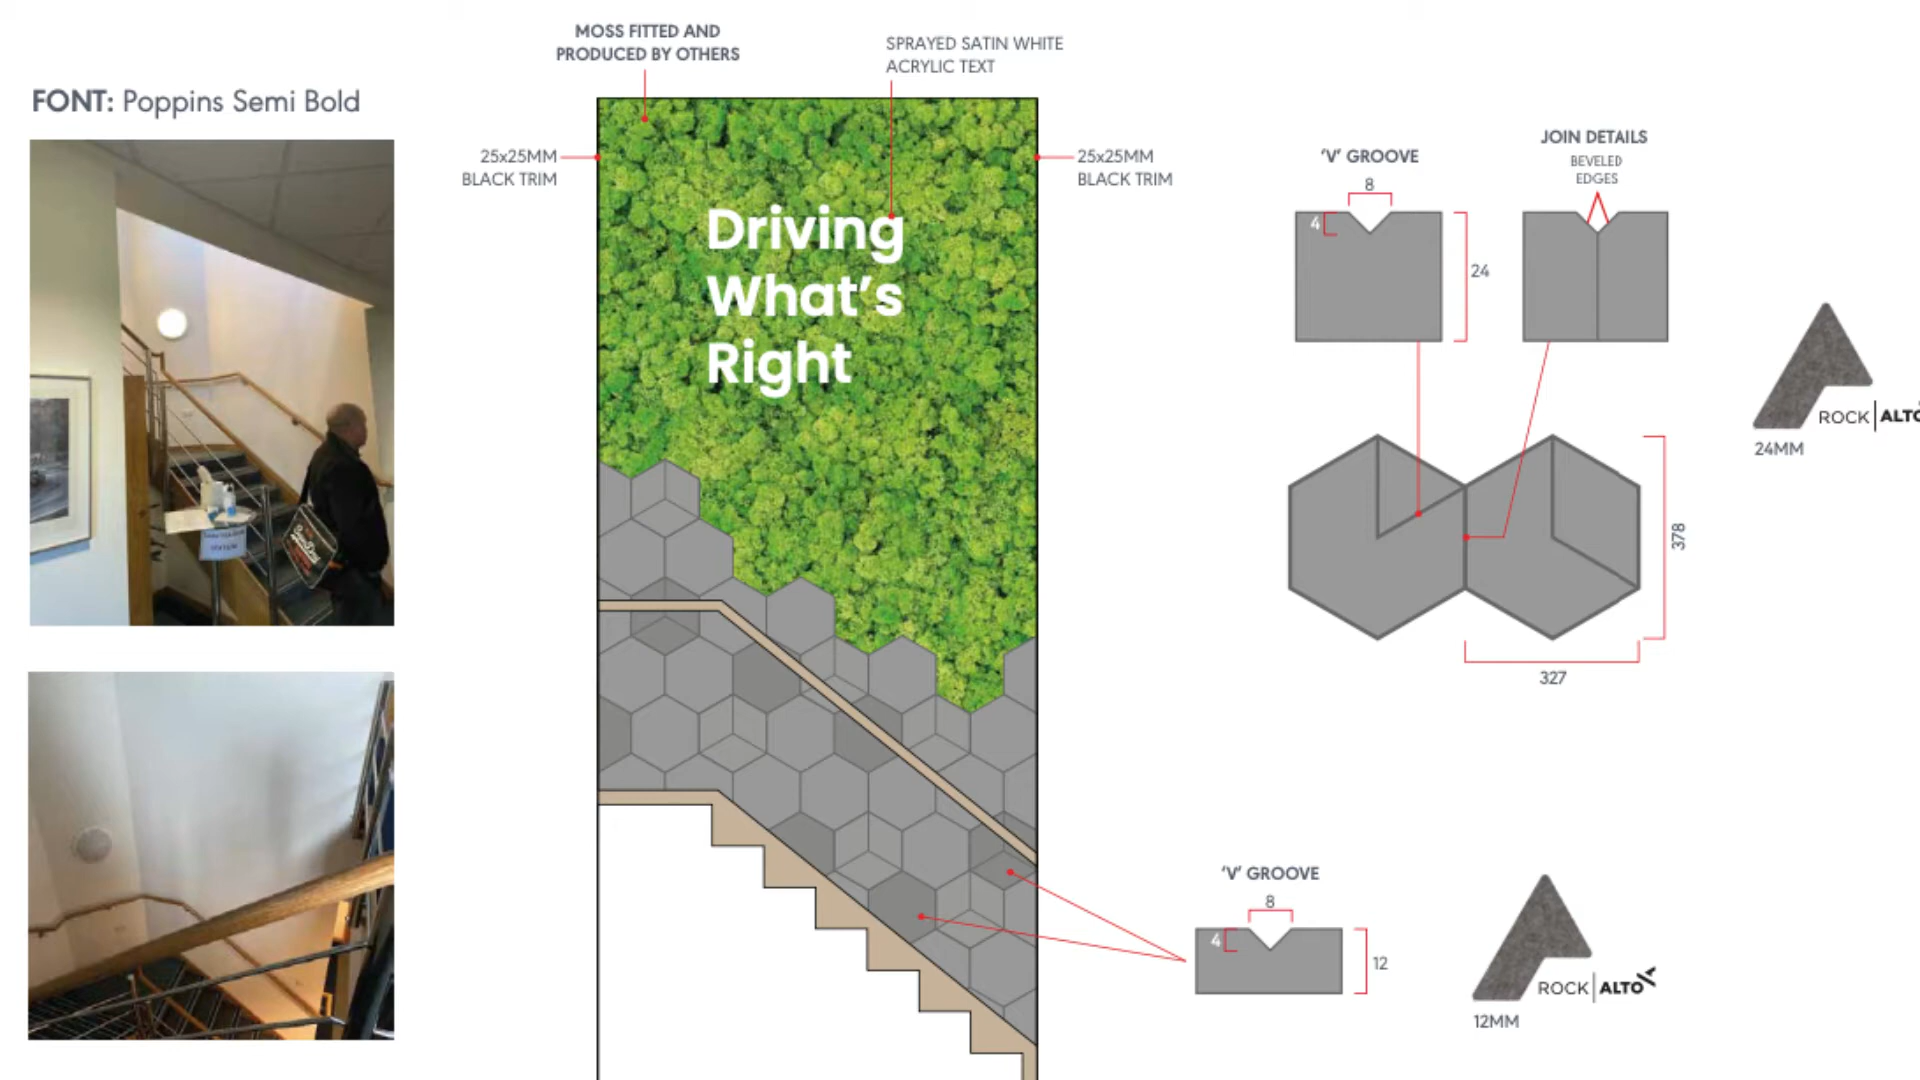 FONT: Poppins Semi Bold
MOSS FITTED AND
PRODUCED BY OTHERS
SPRAYED SATIN WHITE
ACRYLIC TEXT
25x25MM
BLACK TRIM
25x25MM
BLACK TRIM
Driving
What's
Right
'V' GROOVE
8
4
24
JOIN DETAILS
BEVELED
EDGES
378
327
ROCK | ALTO
24MM
'V' GROOVE
8
4
12
ROCK | ALTO
12MM